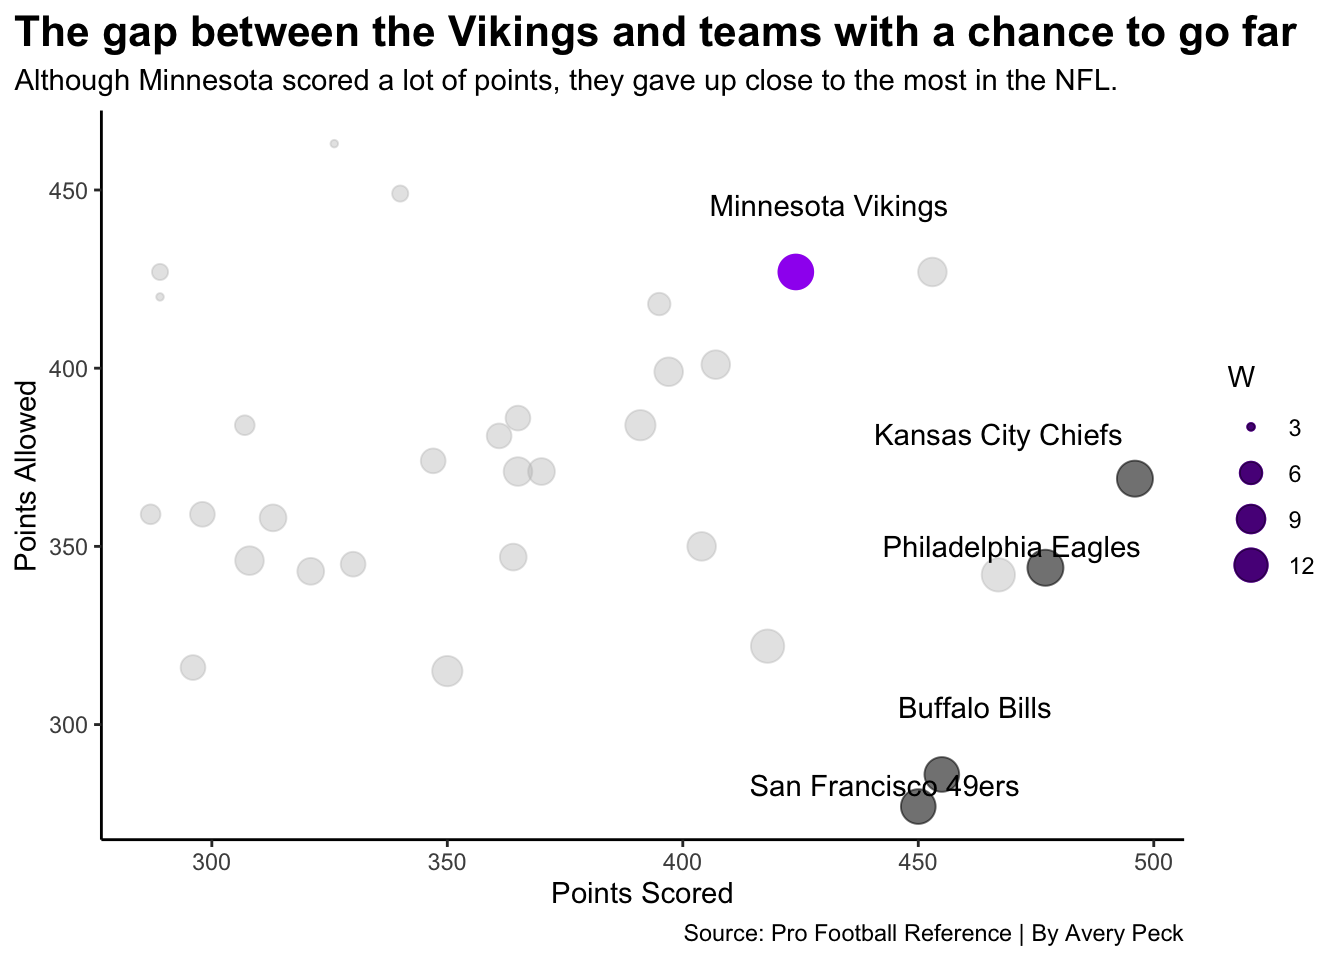 The gap between the Vikings and teams with a chance to go far
Although Minnesota scored a lot of points, they gave up close to the most in the NFL.
450
400
350
300
Points Allowed
Minnesota Vikings
Kansas City Chiefs
Philadelphia Eagles
Buffalo Bills
San Francisco 49ers
W
3
6
9
12
300 350 400 450 500
Points Scored
Source: Pro Football Reference | By Avery Peck